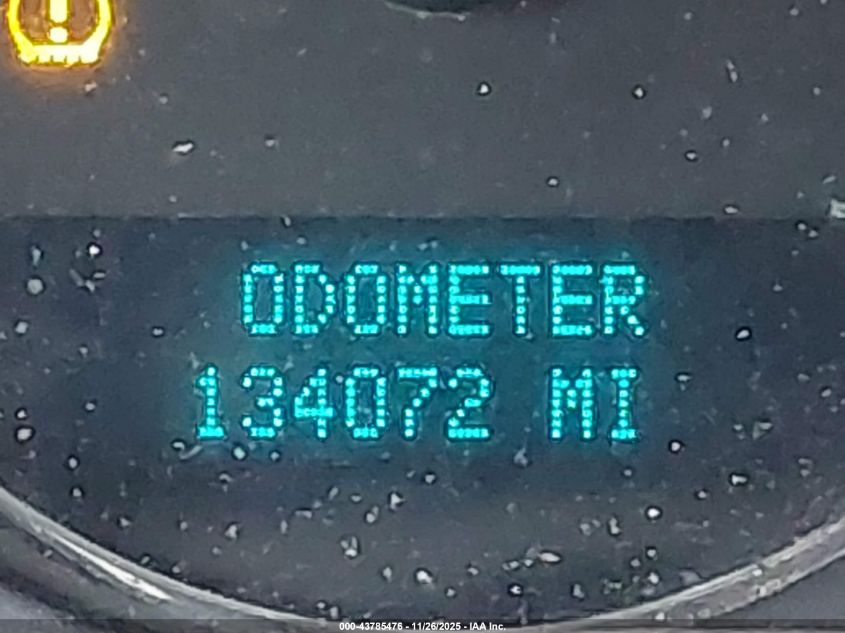 ODOMETER
134072 MI
000-43785476 - 11/26/2025 - IAA Inc.